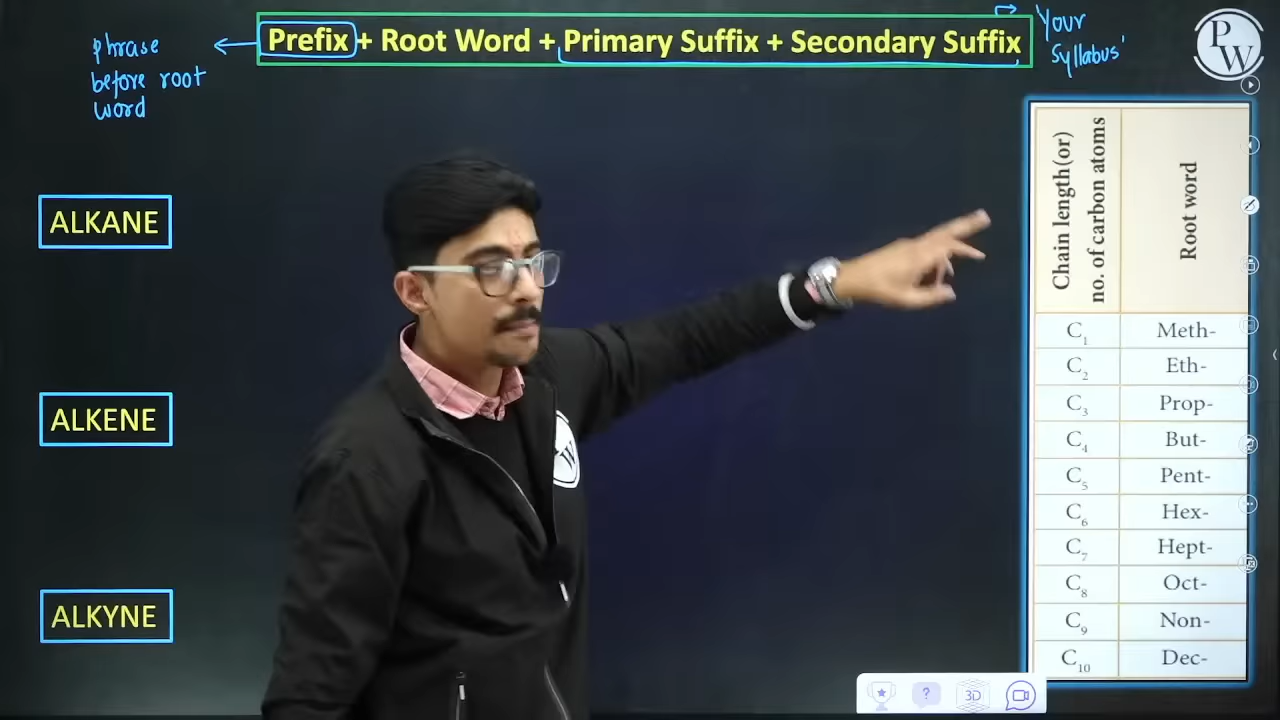 Prefix + Root Word + Primary Suffix + Secondary Suffix
phrase
before root
word
Your
Syllabus'
PW
ALKANE
ALKENE
ALKYNE
Chain length(or)
no. of carbon atoms
Root word
C₁ Meth-
C₂ Eth-
C₃ Prop-
C₄ But-
C₅ Pent-
C₆ Hex-
C₇ Hept-
C₈ Oct-
C₉ Non-
C₁₀ Dec-
W
?
3D